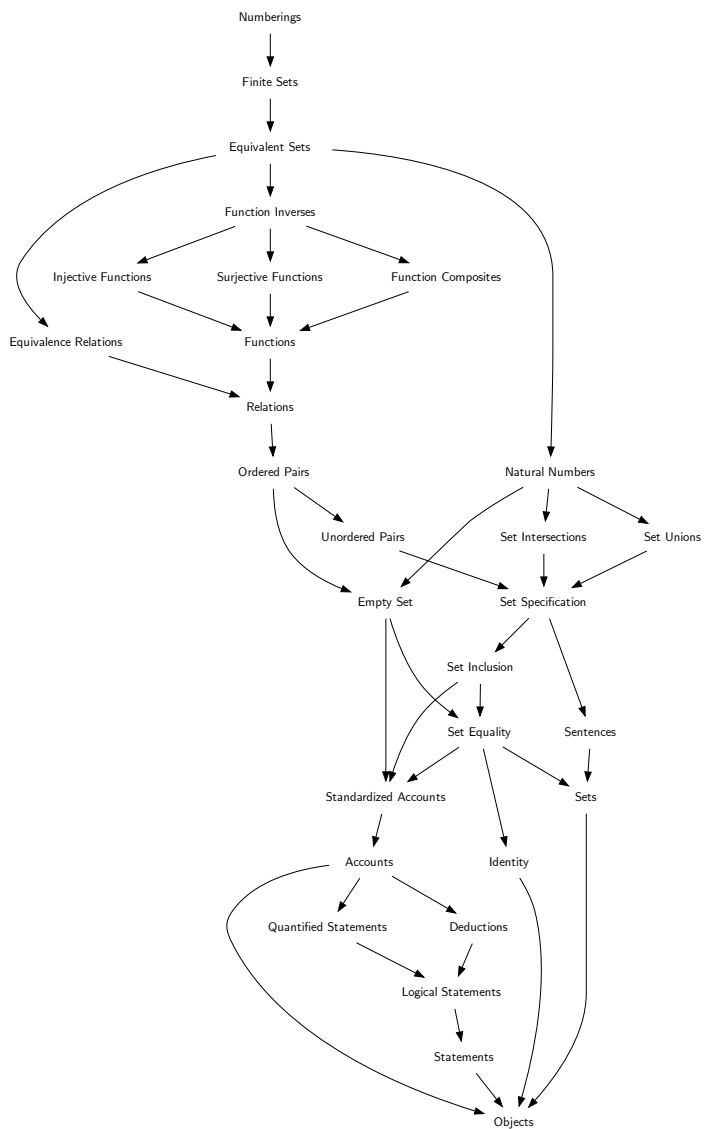 Numberings
Finite Sets
Equivalent Sets
Function Inverses
Injective Functions
Surjective Functions
Function Composites
Equivalence Relations
Functions
Relations
Ordered Pairs
Natural Numbers
Unordered Pairs
Set Intersections
Set Unions
Empty Set
Set Specification
Set Inclusion
Set Equality
Sentences
Standardized Accounts
Sets
Accounts
Identity
Quantified Statements
Deductions
Logical Statements
Statements
Objects